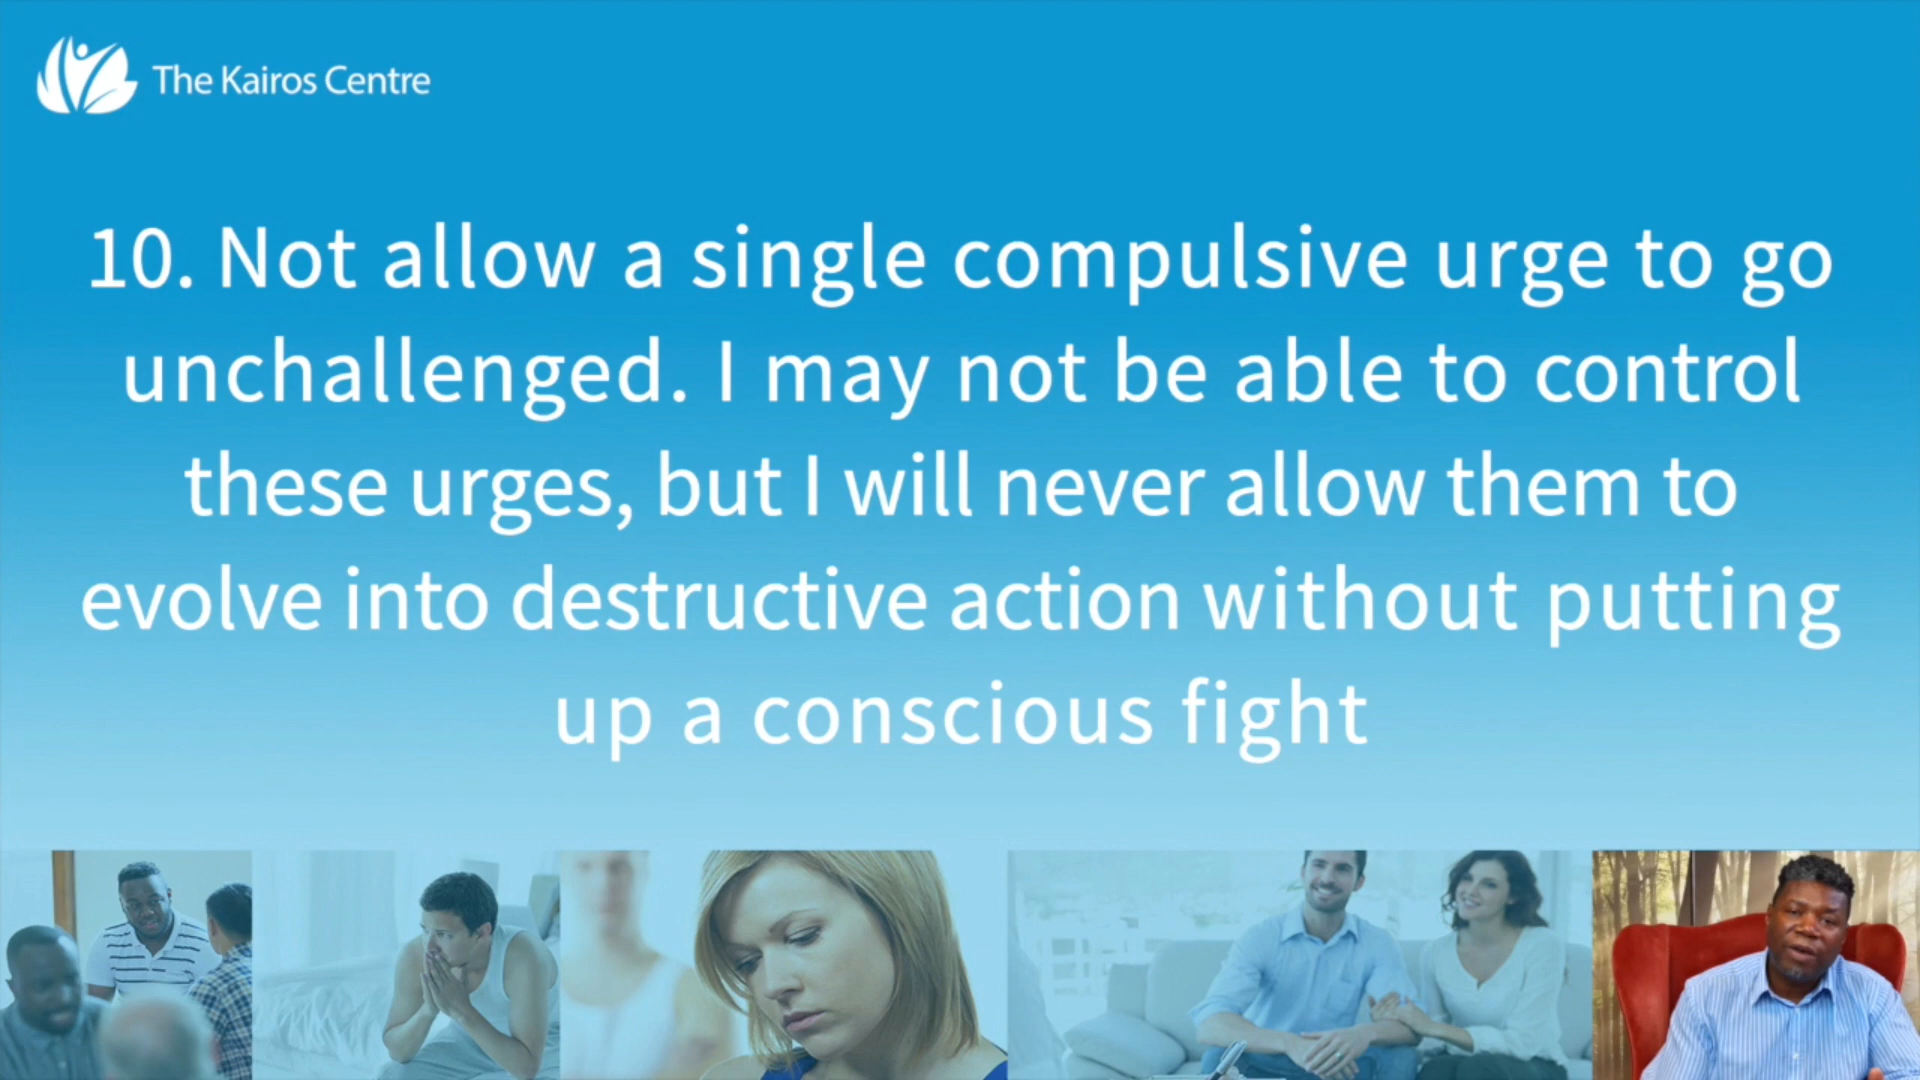 The Kairos Centre
10. Not allow a single compulsive urge to go
unchallenged. I may not be able to control
these urges, but I will never allow them to
evolve into destructive action without putting
up a conscious fight